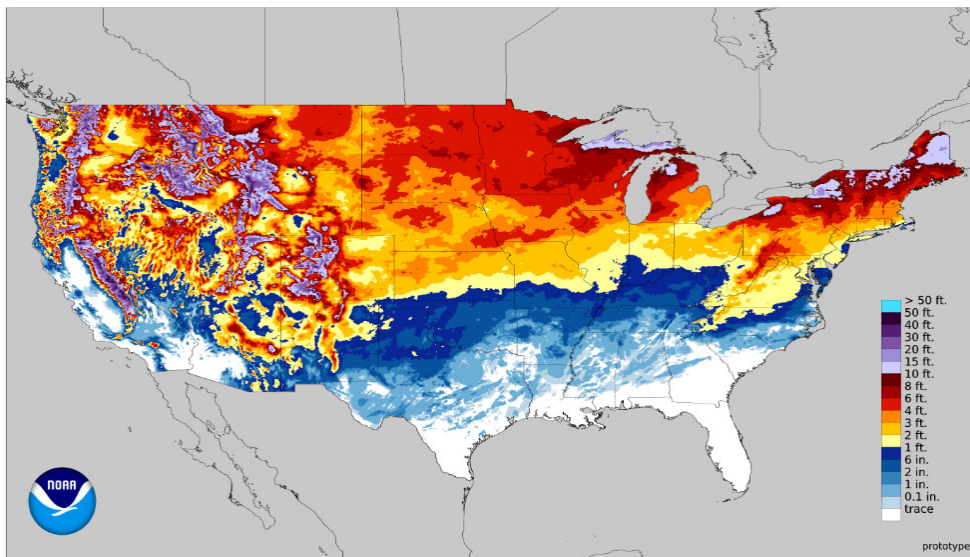 > 50 ft.
50 ft.
40 ft.
30 ft.
20 ft.
15 ft.
10 ft.
8 ft.
6 ft.
4 ft.
3 ft.
2 ft.
1 ft.
6 in.
2 in.
1 in.
0.1 in.
trace
NOAA
prototype